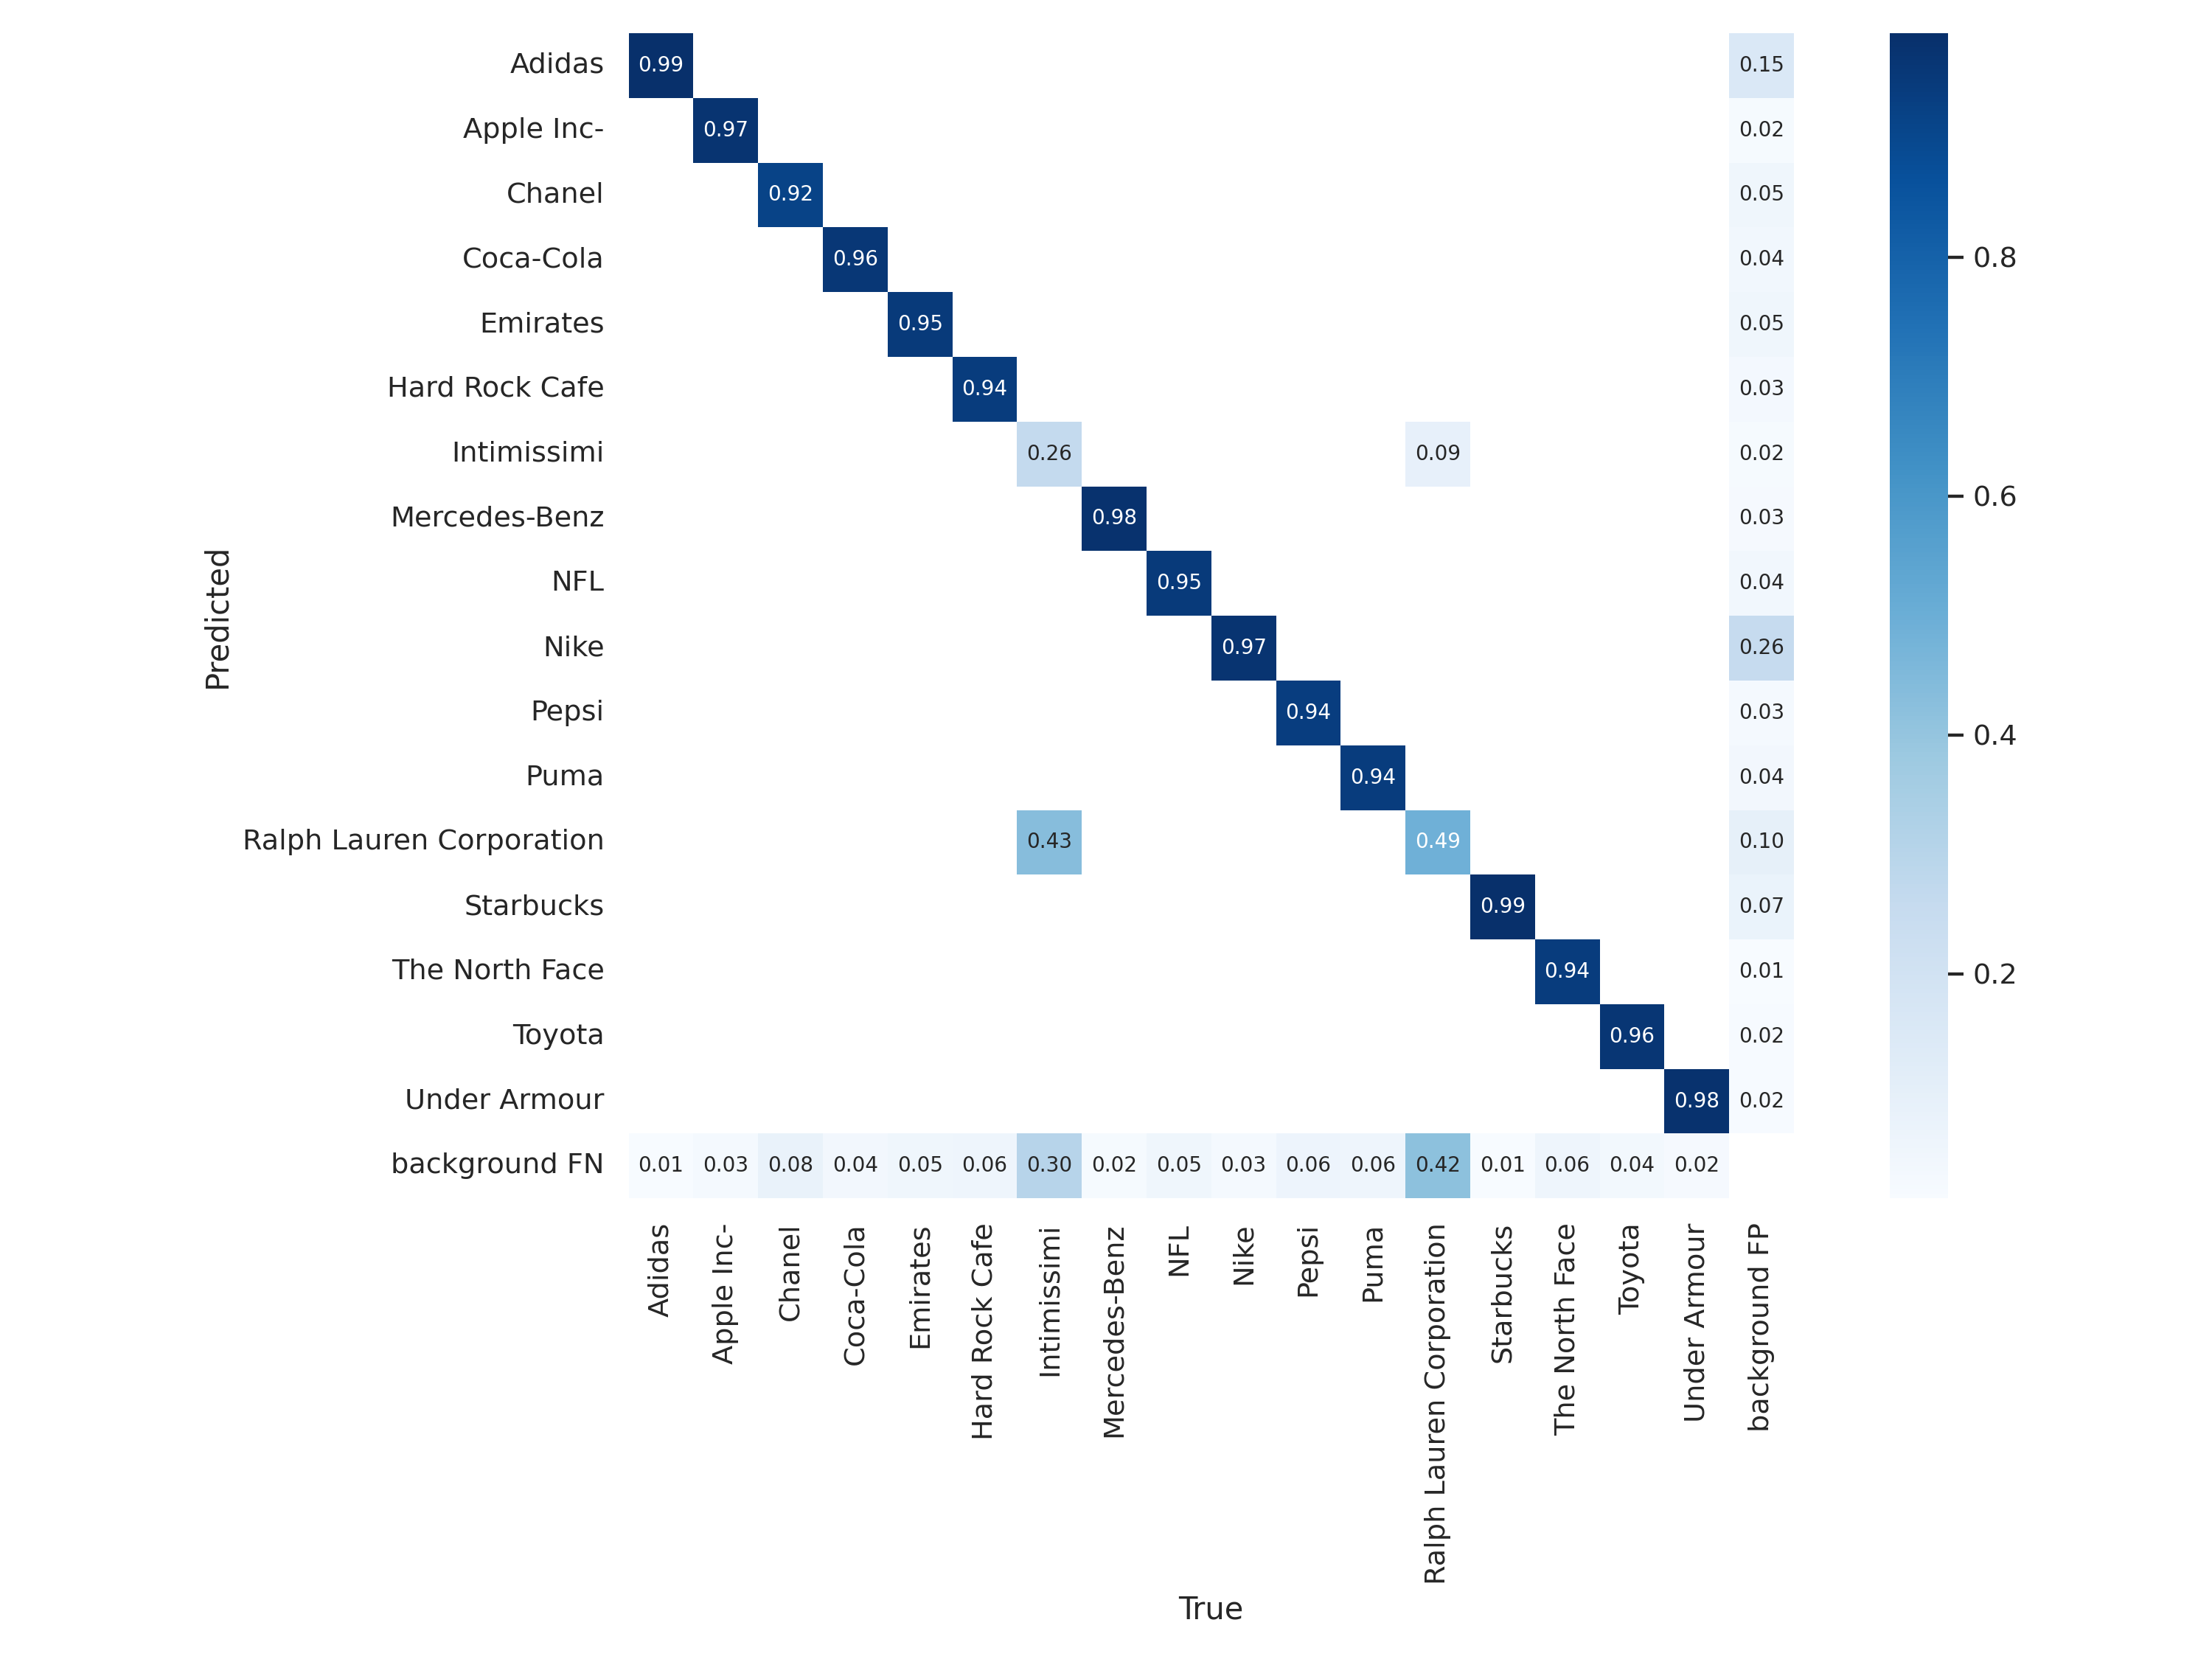 Adidas 0.99 0.15
Apple Inc- 0.97 0.02
Chanel 0.92 0.05
Coca-Cola 0.96 0.04 0.8
Emirates 0.95 0.05
Hard Rock Cafe 0.94 0.03
Intimissimi 0.26 0.09 0.02
0.6
Mercedes-Benz 0.98 0.03
NFL 0.95 0.04
Predicted
Nike 0.97 0.26
Pepsi 0.94 0.03
0.4
Puma 0.94 0.04
Ralph Lauren Corporation 0.43 0.49 0.10
Starbucks 0.99 0.07
The North Face 0.94 0.01 0.2
Toyota 0.96 0.02
Under Armour 0.98 0.02
background FN 0.01 0.03 0.08 0.04 0.05 0.06 0.30 0.02 0.05 0.03 0.06 0.06 0.42 0.01 0.06 0.04 0.02
Adidas
Apple Inc-
Chanel
Coca-Cola
Emirates
Hard Rock Cafe
Intimissimi
Mercedes-Benz
NFL
Nike
Pepsi
Puma
Ralph Lauren Corporation
Starbucks
The North Face
Toyota
Under Armour
background FP
True